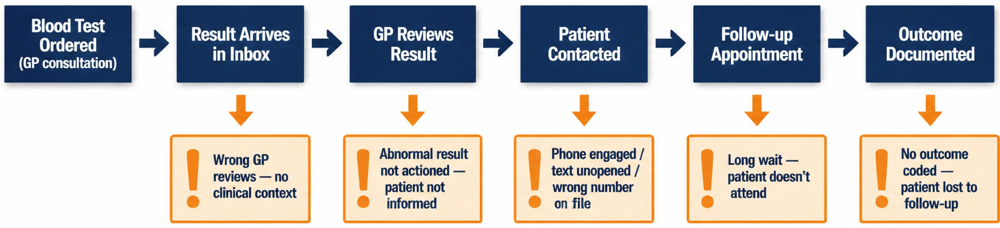 Blood Test
Ordered
(GP consultation)
Result Arrives
in Inbox
GP Reviews
Result
Patient
Contacted
Follow-up
Appointment
Outcome
Documented
Wrong GP
reviews — no
clinical context
Abnormal result
not actioned —
patient not
informed
Phone engaged /
text unopened /
wrong number
on file
Long wait —
patient doesn't
attend
No outcome
coded —
patient lost to
follow-up